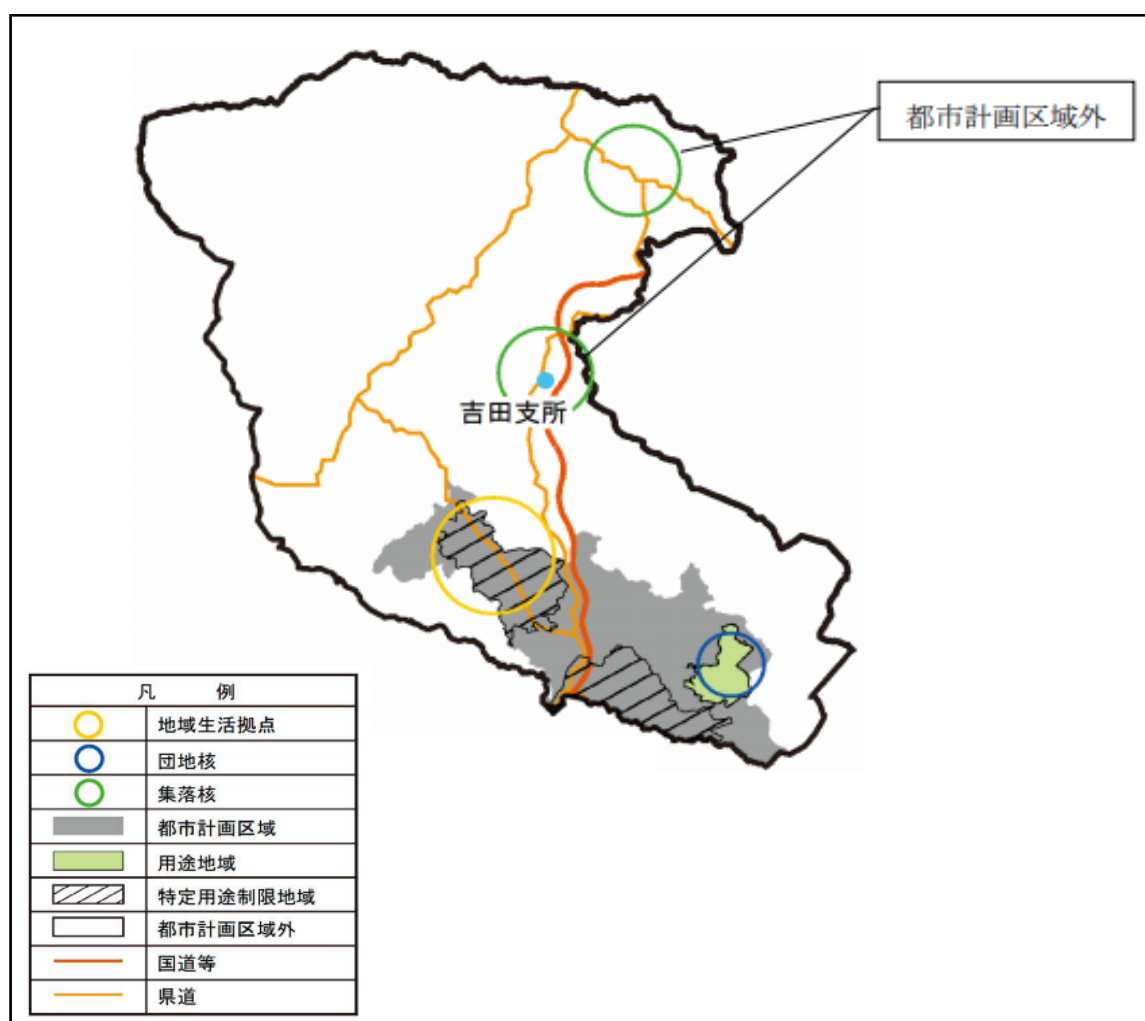 都市計画区域外
吉田支所
凡 例
地域生活拠点
団地核
集落核
都市計画区域
用途地域
特定用途制限地域
都市計画区域外
国道等
県道